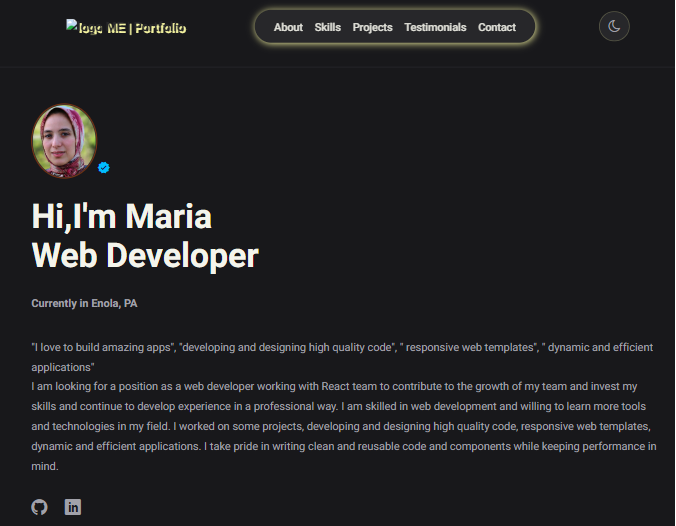 logo ME | Portfolio
About Skills Projects Testimonials Contact
Hi,I'm Maria
Web Developer
Currently in Enola, PA
"I love to build amazing apps", "developing and designing high quality code", " responsive web templates", " dynamic and efficient
applications"
I am looking for a position as a web developer working with React team to contribute to the growth of my team and invest my
skills and continue to develop experience in a professional way. I am skilled in web development and willing to learn more tools
and technologies in my field. I worked on some projects, developing and designing high quality code, responsive web templates,
dynamic and efficient applications. I take pride in writing clean and reusable code and components while keeping performance in
mind.
in